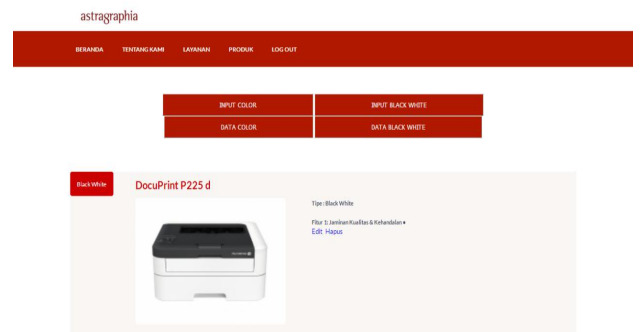 astragraphia
BERANDA TENTANG KAMI LAYANAN PRODUK LOG OUT
INPUT COLOR INPUT BLACK WHITE
DATA COLOR DATA BLACK WHITE
Black White
DocuPrint P225 d
Tipe : Black White
Fitur 1: Jaminan Kualitas & Kehandalan ♦
Edit Hapus